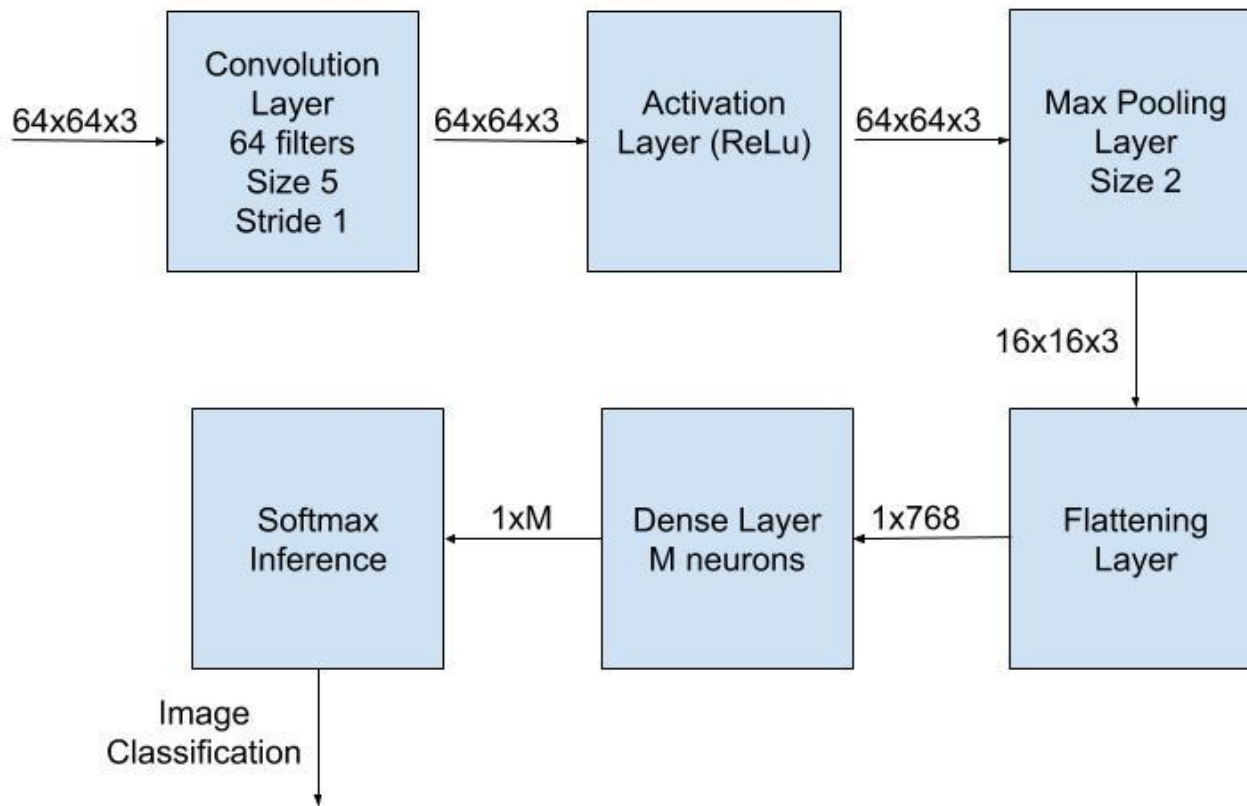 64x64x3
Convolution
Layer
64 filters
Size 5
Stride 1
64x64x3
Activation
Layer (ReLu)
64x64x3
Max Pooling
Layer
Size 2
16x16x3
Flattening
Layer
1x768
Dense Layer
M neurons
1xM
Softmax
Inference
Image
Classification